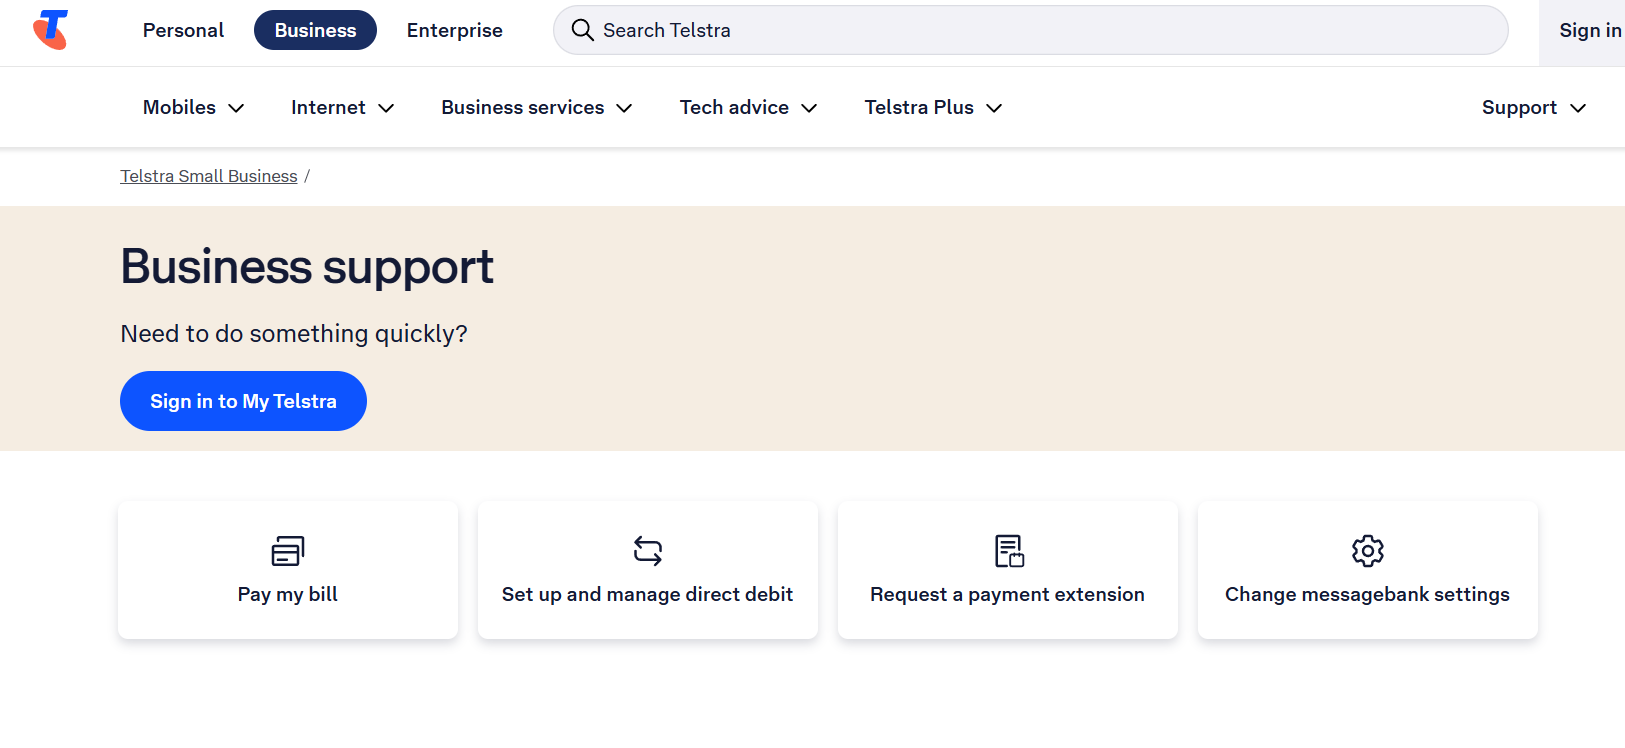 Personal Business Enterprise Search Telstra Sign in
Mobiles Internet Business services Tech advice Telstra Plus Support
Telstra Small Business /
Business support
Need to do something quickly?
Sign in to My Telstra
Pay my bill Set up and manage direct debit Request a payment extension Change messagebank settings